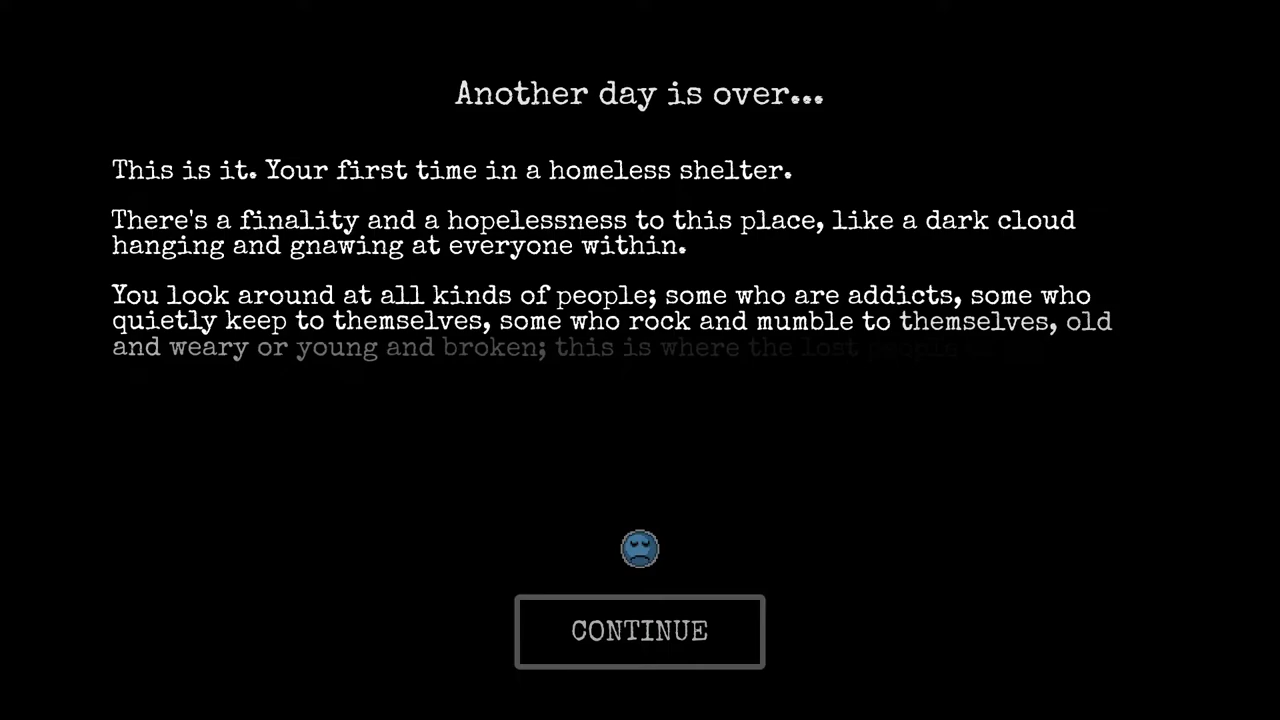 Another day is over...
This is it. Your first time in a homeless shelter.
There's a finality and a hopelessness to this place, like a dark cloud
hanging and gnawing at everyone within.
You look around at all kinds of people; some who are addicts, some who
quietly keep to themselves, some who rock and mumble to themselves, old
and weary or young and broken; this is where the lost people
CONTINUE